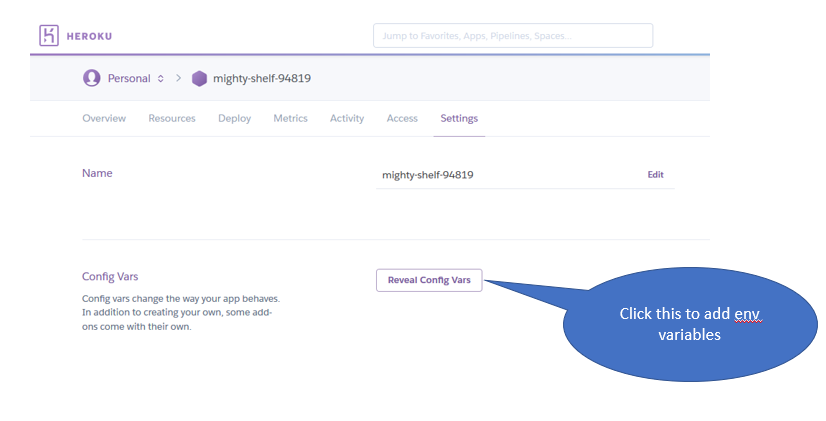 HEROKU
Jump to Favorites, Apps, Pipelines, Spaces...
Personal > mighty-shelf-94819
Overview Resources Deploy Metrics Activity Access Settings
Name mighty-shelf-94819 Edit
Config Vars Reveal Config Vars
Config vars change the way your app behaves.
In addition to creating your own, some add-
ons come with their own.
Click this to add env
variables